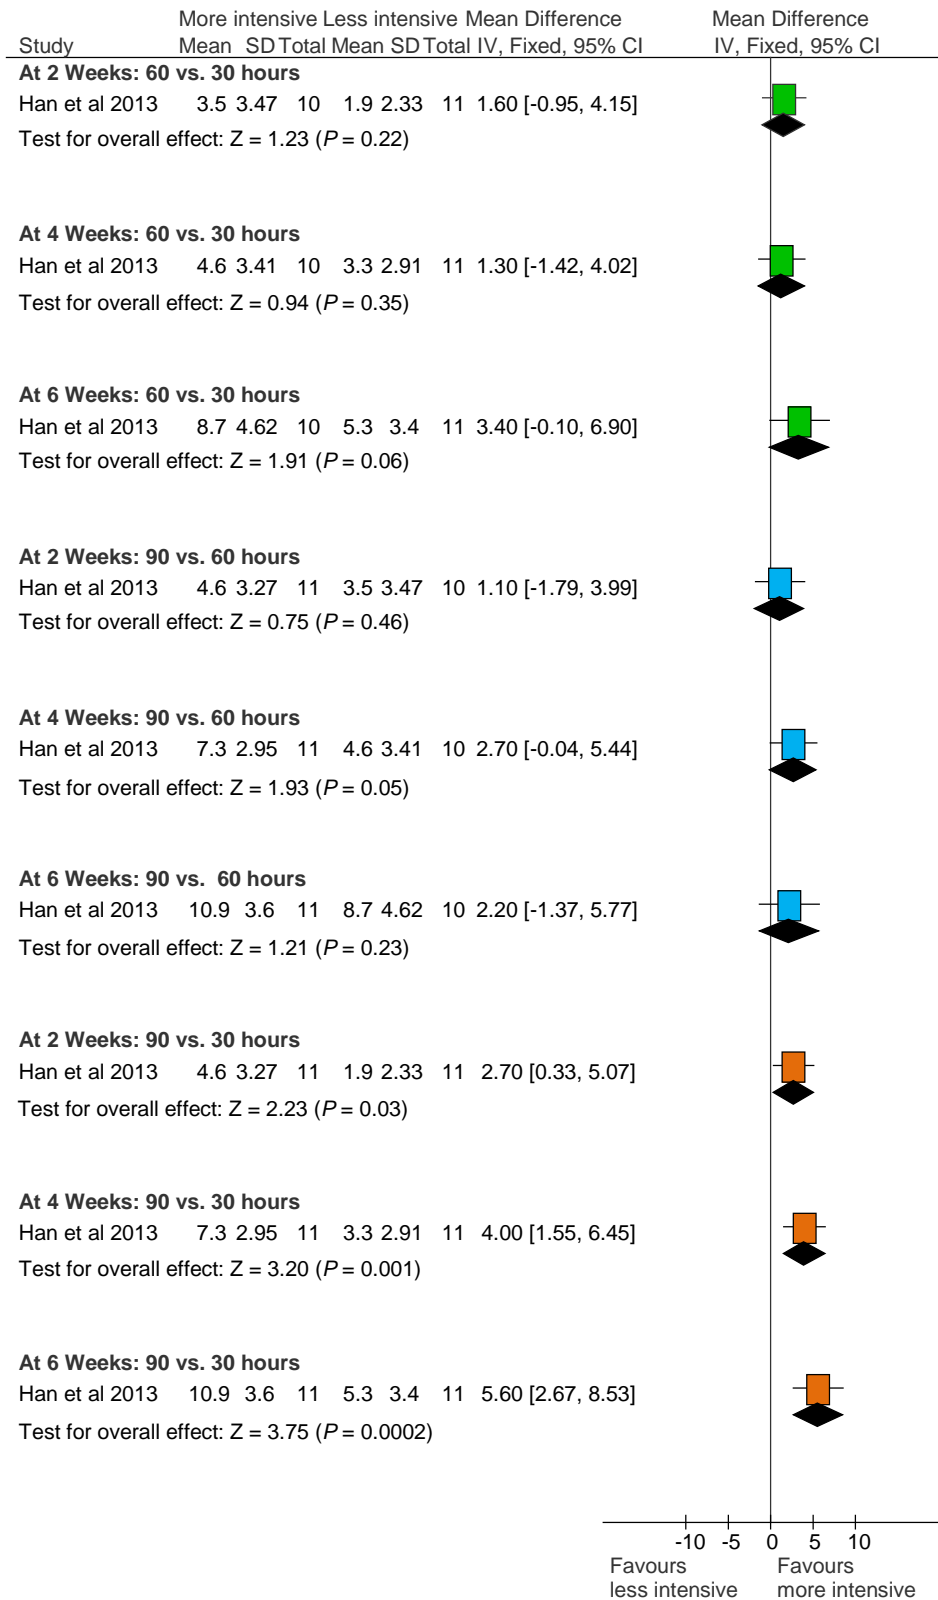 More intensive Less intensive Mean Difference Mean Difference
Study Mean SD Total Mean SD Total IV, Fixed, 95% CI IV, Fixed, 95% CI
At 2 Weeks: 60 vs. 30 hours
Han et al 2013 3.5 3.47 10 1.9 2.33 11 1.60 [-0.95, 4.15]
Test for overall effect: Z = 1.23 (P = 0.22)
At 4 Weeks: 60 vs. 30 hours
Han et al 2013 4.6 3.41 10 3.3 2.91 11 1.30 [-1.42, 4.02]
Test for overall effect: Z = 0.94 (P = 0.35)
At 6 Weeks: 60 vs. 30 hours
Han et al 2013 8.7 4.62 10 5.3 3.4 11 3.40 [-0.10, 6.90]
Test for overall effect: Z = 1.91 (P = 0.06)
At 2 Weeks: 90 vs. 60 hours
Han et al 2013 4.6 3.27 11 3.5 3.47 10 1.10 [-1.79, 3.99]
Test for overall effect: Z = 0.75 (P = 0.46)
At 4 Weeks: 90 vs. 60 hours
Han et al 2013 7.3 2.95 11 4.6 3.41 10 2.70 [-0.04, 5.44]
Test for overall effect: Z = 1.93 (P = 0.05)
At 6 Weeks: 90 vs. 60 hours
Han et al 2013 10.9 3.6 11 8.7 4.62 10 2.20 [-1.37, 5.77]
Test for overall effect: Z = 1.21 (P = 0.23)
At 2 Weeks: 90 vs. 30 hours
Han et al 2013 4.6 3.27 11 1.9 2.33 11 2.70 [0.33, 5.07]
Test for overall effect: Z = 2.23 (P = 0.03)
At 4 Weeks: 90 vs. 30 hours
Han et al 2013 7.3 2.95 11 3.3 2.91 11 4.00 [1.55, 6.45]
Test for overall effect: Z = 3.20 (P = 0.001)
At 6 Weeks: 90 vs. 30 hours
Han et al 2013 10.9 3.6 11 5.3 3.4 11 5.60 [2.67, 8.53]
Test for overall effect: Z = 3.75 (P = 0.0002)
-10 -5 0 5 10
Favours Favours
less intensive more intensive